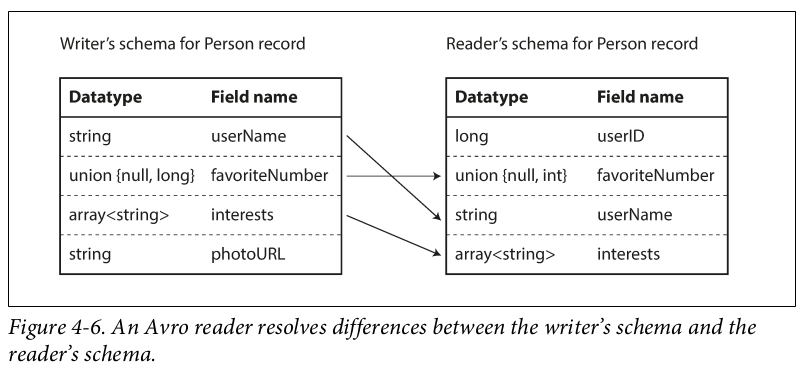 Writer’s schema for Person record
Datatype Field name
string userName
union {null, long} favoriteNumber
array<string> interests
string photoURL
Reader’s schema for Person record
Datatype Field name
long userID
union {null, int} favoriteNumber
string userName
array<string> interests
Figure 4-6. An Avro reader resolves differences between the writer’s schema and the
reader’s schema.